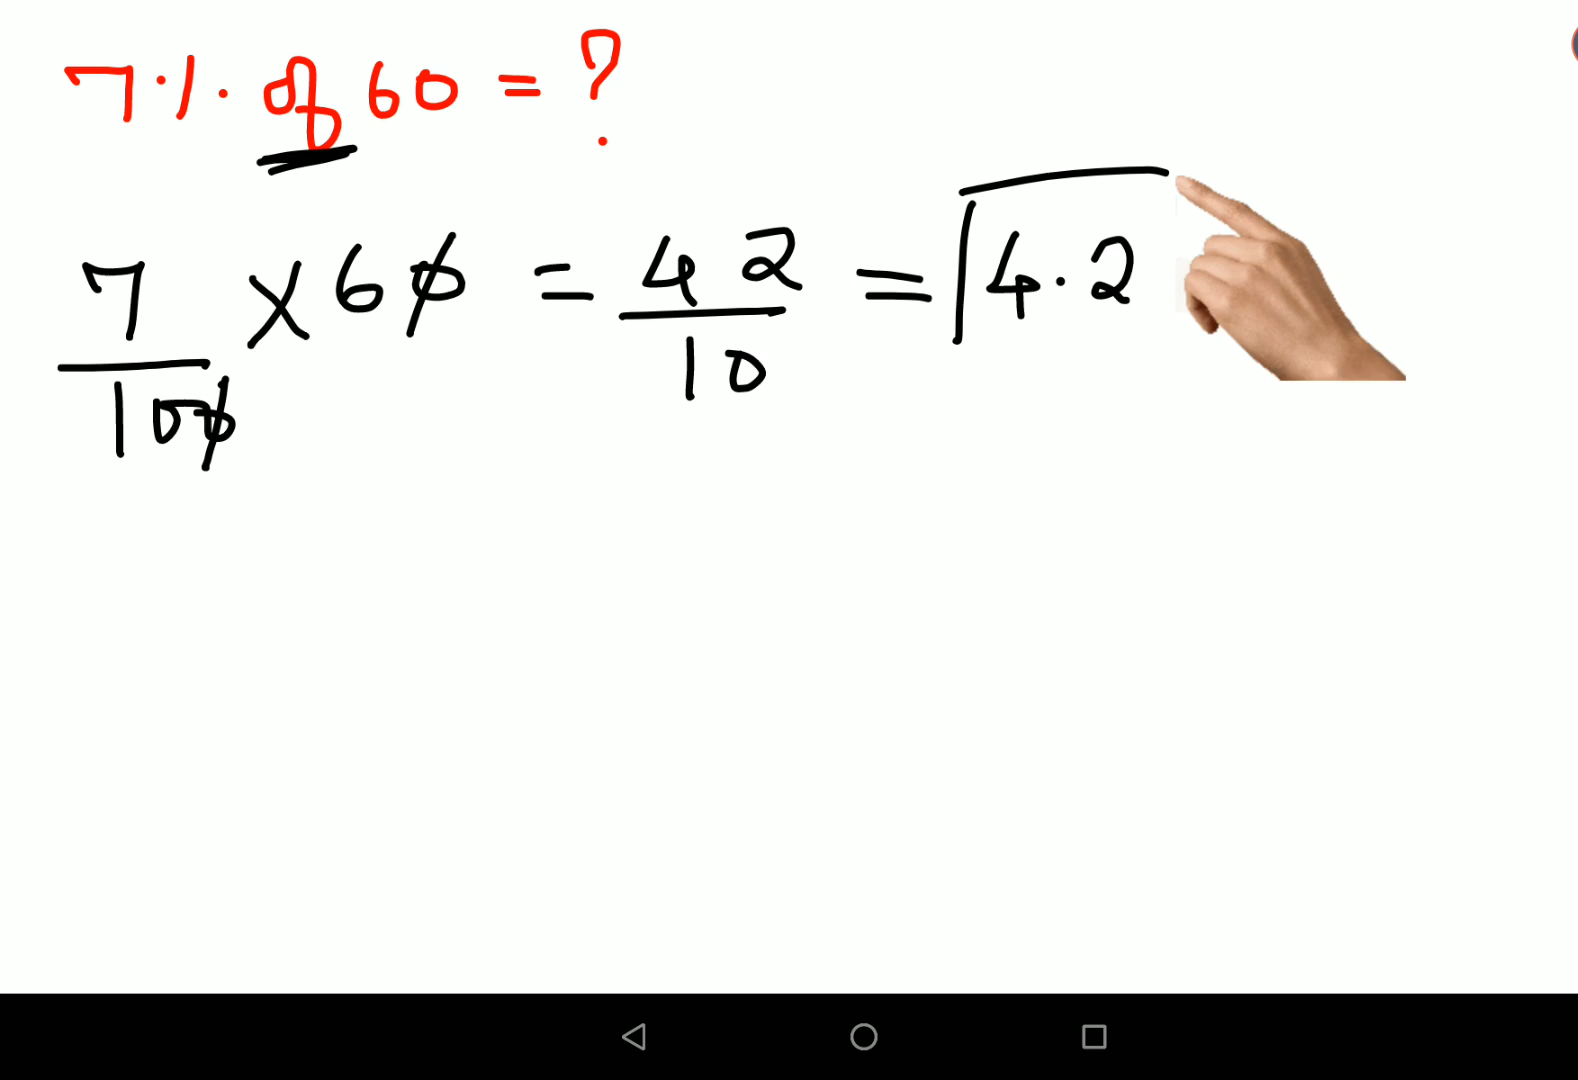 7% of 60 = ?
7/100 × 60 = 42/10 = 4.2